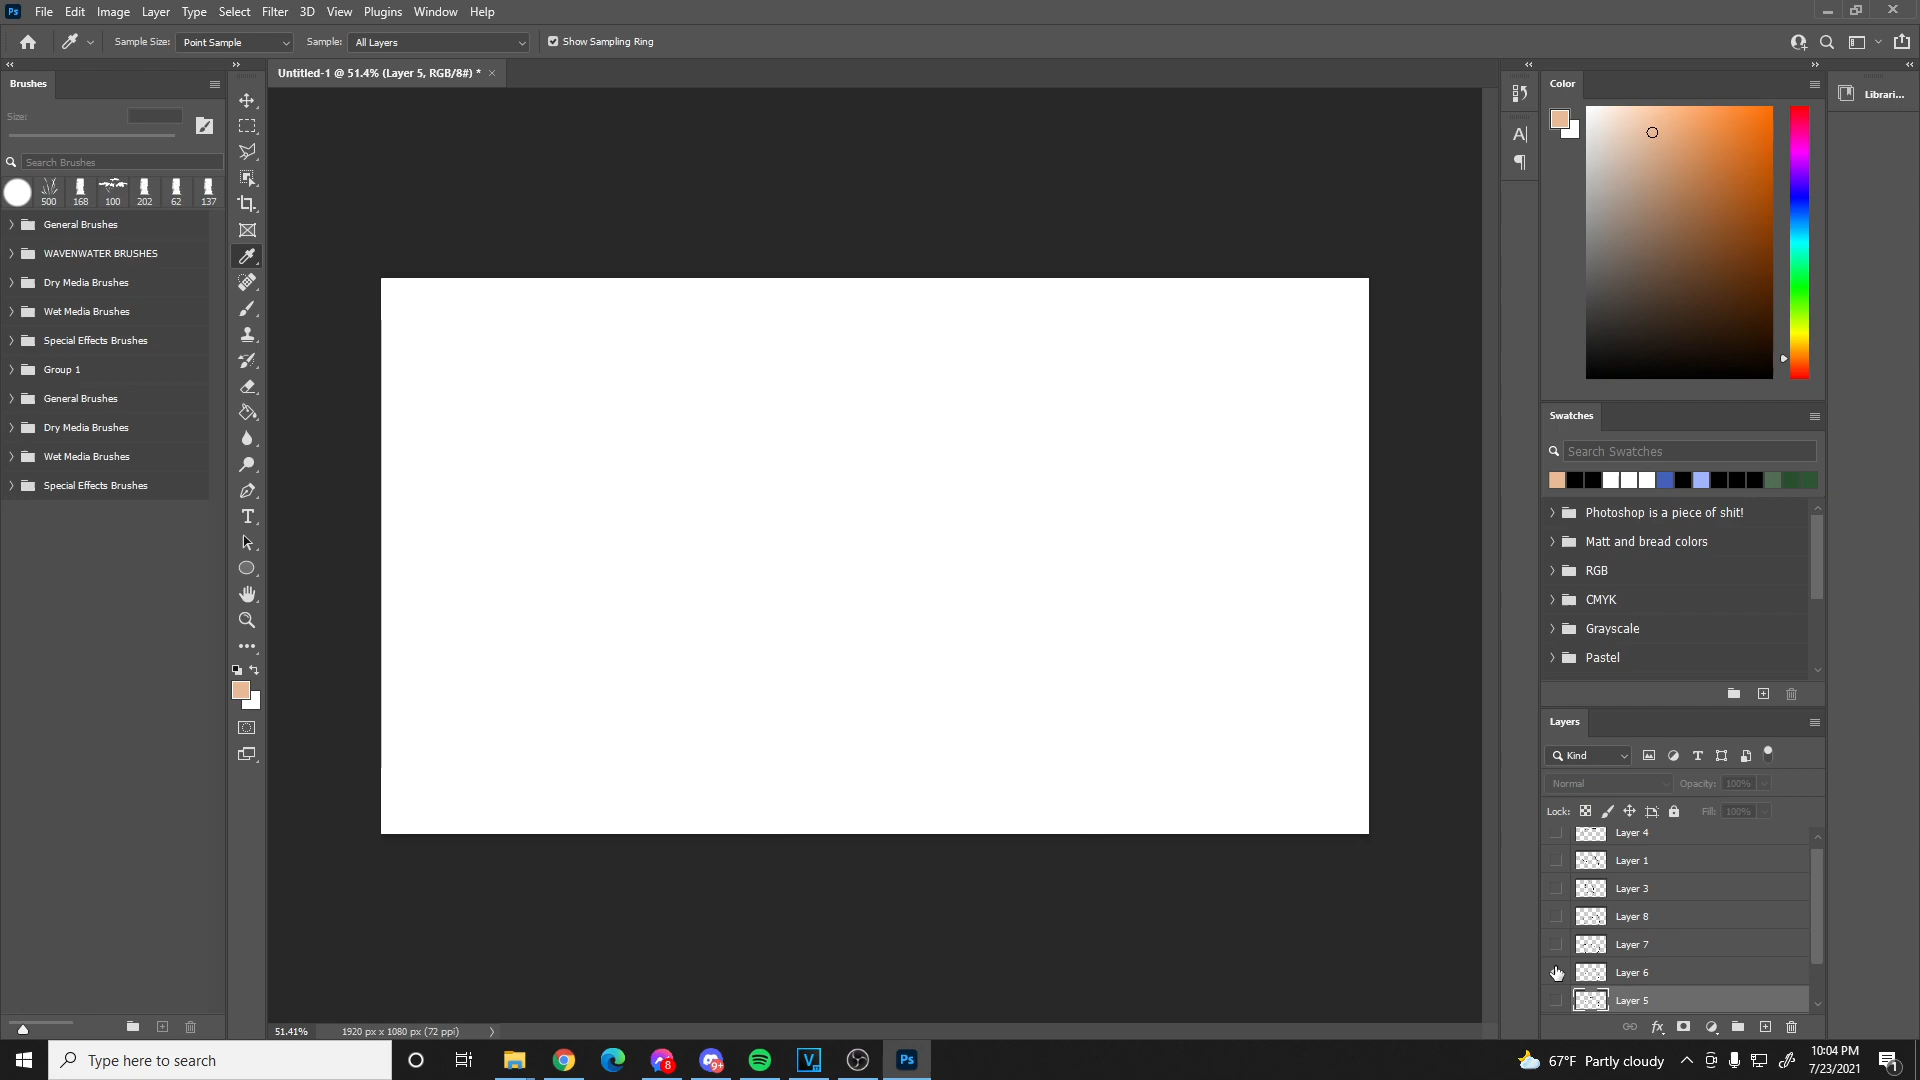 Ps File Edit Image Layer Type Select Filter 3D View Plugins Window Help
Sample Size: Point Sample Sample: All Layers Show Sampling Ring
Untitled-1 @ 51.4% (Layer 5, RGB/8#) * ×
Brushes
Size:
Search Brushes
500 168 100 202 62 137
General Brushes
WAVENWATER BRUSHES
Dry Media Brushes
Wet Media Brushes
Special Effects Brushes
Group 1
General Brushes
Dry Media Brushes
Wet Media Brushes
Special Effects Brushes
Color
Librari...
Swatches
Search Swatches
Photoshop is a piece of shit!
Matt and bread colors
RGB
CMYK
Grayscale
Pastel
Layers
Kind
Normal Opacity: 100%
Lock: Fill: 100%
Layer 4
Layer 1
Layer 3
Layer 8
Layer 7
Layer 6
Layer 5
51.41% 1920 px x 1080 px (72 ppi)
Type here to search
8
9+
Ps
67°F Partly cloudy
10:04 PM
7/23/2021
1